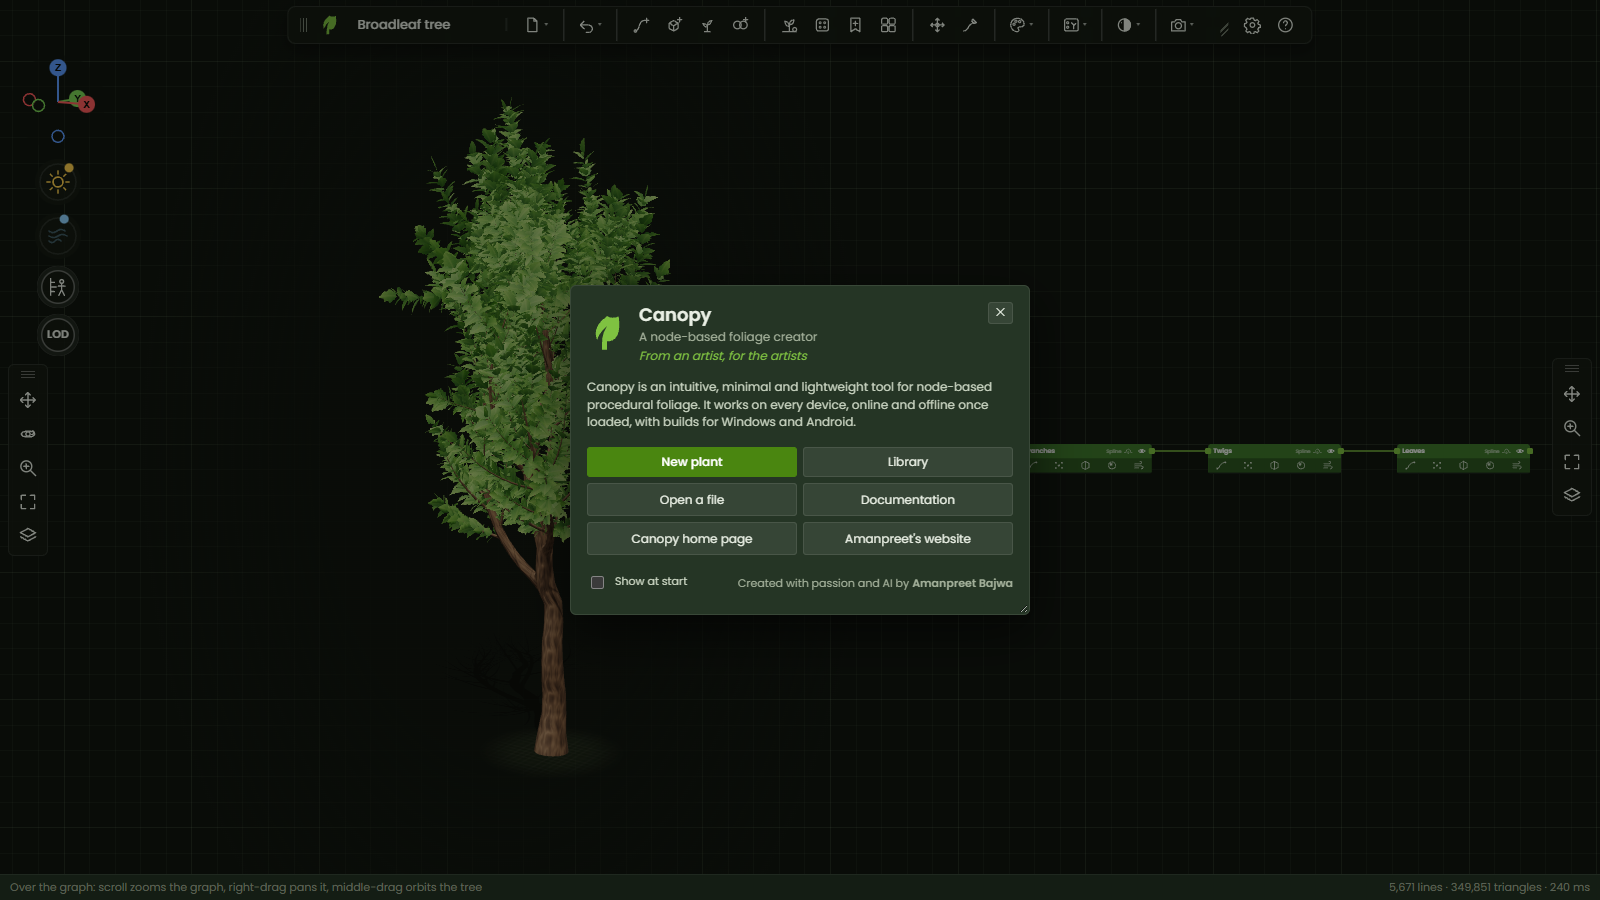 Broadleaf tree
Z
Y
X
LOD
Canopy
A node-based foliage creator
From an artist, for the artists
Canopy is an intuitive, minimal and lightweight tool for node-based
procedural foliage. It works on every device, online and offline once
loaded, with builds for Windows and Android.
New plant
Library
Open a file
Documentation
Canopy home page
Amanpreet's website
Show at start
Created with passion and AI by Amanpreet Bajwa
Twigs
Spline
Leaves
Spline
Over the graph: scroll zooms the graph, right-drag pans it, middle-drag orbits the tree
5,671 lines · 349,851 triangles · 240 ms